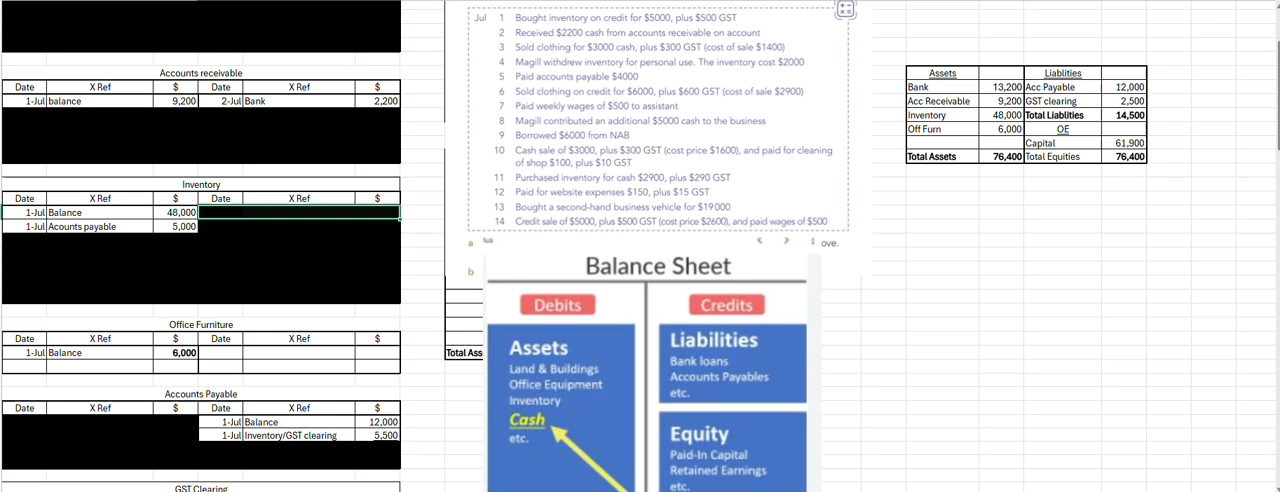 Accounts receivable
Date X Ref $ Date X Ref $
1-Jul balance 9,200 2-Jul Bank 2,200
Inventory
Date X Ref $ Date X Ref $
1-Jul Balance 48,000
1-Jul Acounts payable 5,000
Office Furniture
Date X Ref $ Date X Ref $
1-Jul Balance 6,000
Accounts Payable
Date X Ref $ Date X Ref $
1-Jul Balance 12,000
1-Jul Inventory/GST clearing 5,500
GST Clearing
Jul 1 Bought inventory on credit for $5000, plus $500 GST
2 Received $2200 cash from accounts receivable on account
3 Sold clothing for $3000 cash, plus $300 GST (cost of sale $1400)
4 Magill withdrew inventory for personal use. The inventory cost $2000
5 Paid accounts payable $4000
6 Sold clothing on credit for $6000, plus $600 GST (cost of sale $2900)
7 Paid weekly wages of $500 to assistant
8 Magill contributed an additional $5000 cash to the business
9 Borrowed $6000 from NAB
10 Cash sale of $3000, plus $300 GST (cost price $1600), and paid for cleaning
of shop $100, plus $10 GST
11 Purchased inventory for cash $2900, plus $290 GST
12 Paid for website expenses $150, plus $15 GST
13 Bought a second-hand business vehicle for $19000
14 Credit sale of $5000, plus $500 GST (cost price $2600), and paid wages of $500
a ove.
b
Total Ass
Balance Sheet
Debits Credits
Assets
Land & Buildings
Office Equipment
Inventory
Cash
etc.
Liabilities
Bank loans
Accounts Payables
etc.
Equity
Paid-In Capital
Retained Earnings
etc.
Assets Liablities
Bank 13,200 Acc Payable 12,000
Acc Receivable 9,200 GST clearing 2,500
Inventory 48,000 Total Liablities 14,500
Off Furn 6,000 OE
Capital 61,900
Total Assets 76,400 Total Equities 76,400